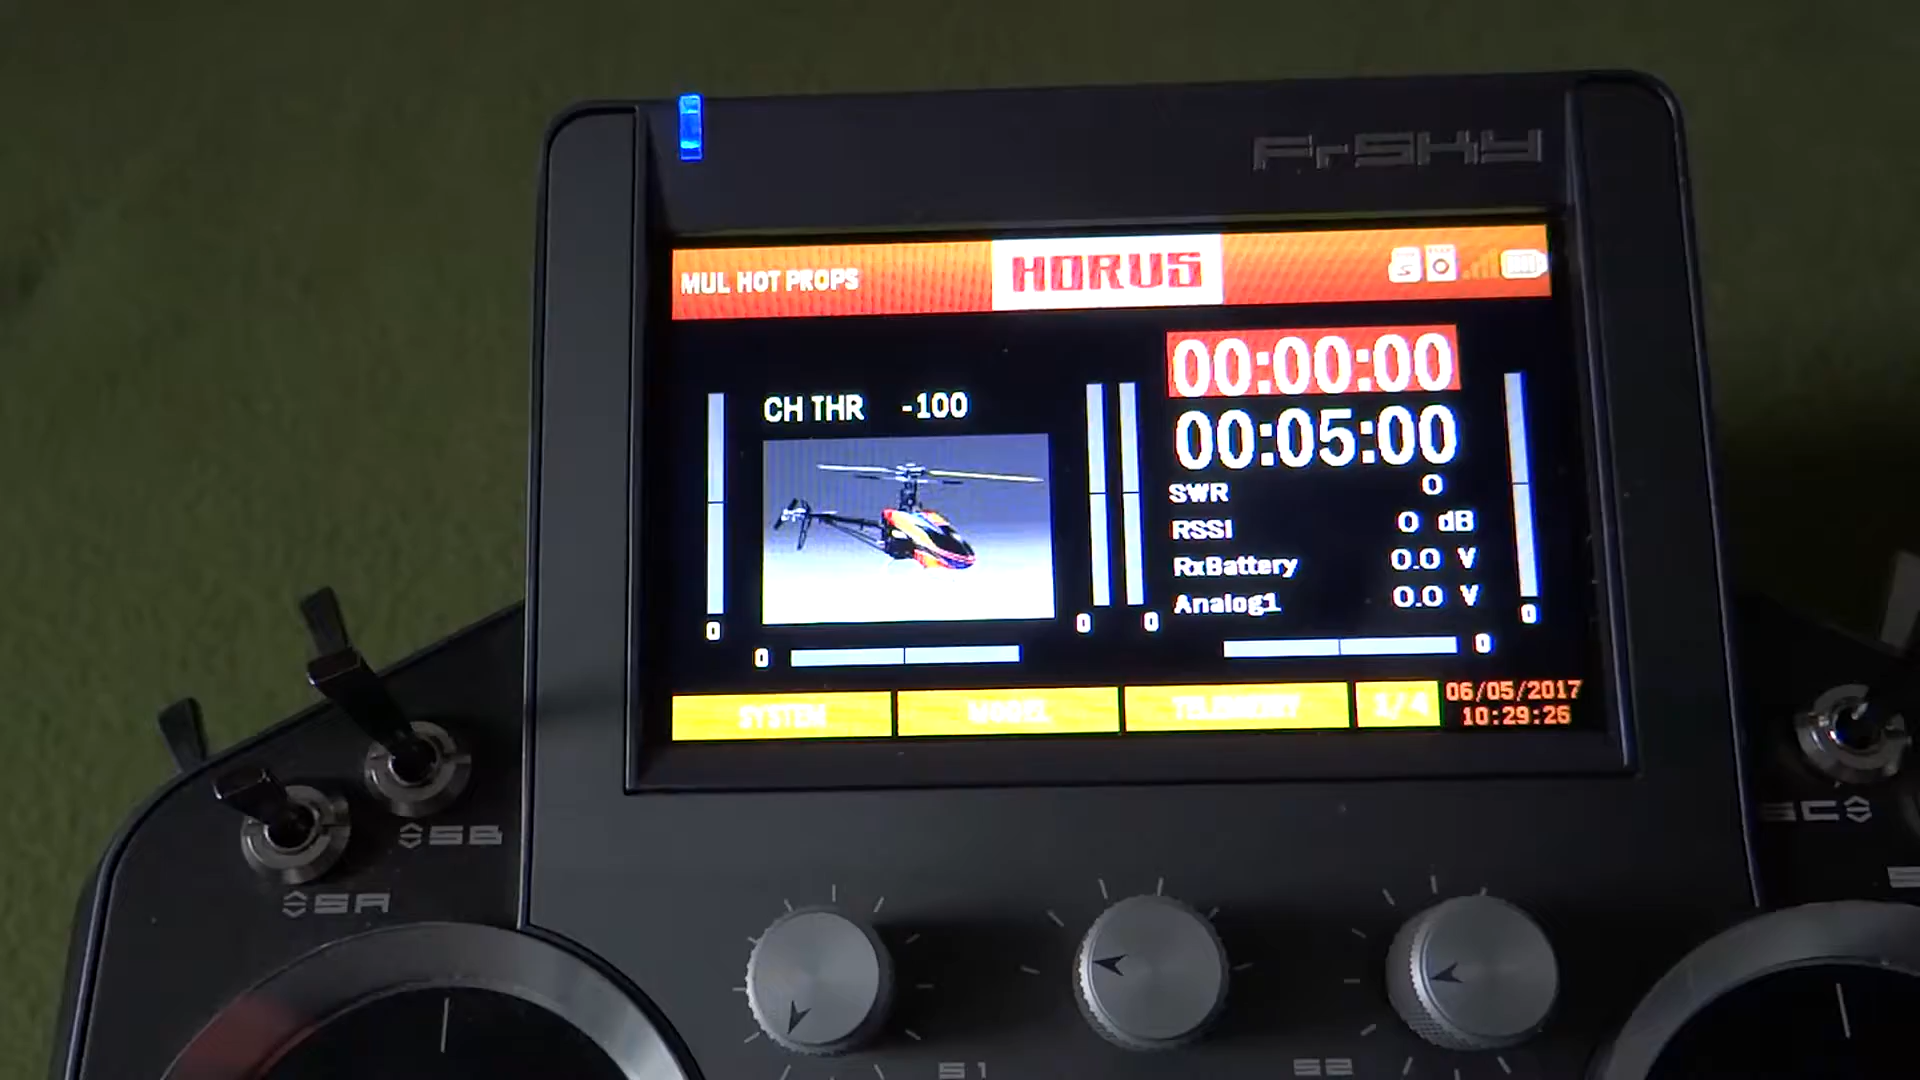 FrSKY
MUL HOT PROPS
HORUS
00:00:00
CH THR -100
00:05:00
SWR 0
RSSI 0 dB
RxBattery 0.0 V
Analog1 0.0 V
0
0
0
0
0
0
SYSTEM
MODEL
TELEMETRY
1/4
06/05/2017
10:29:26
SB
SC
SA
S1
S2